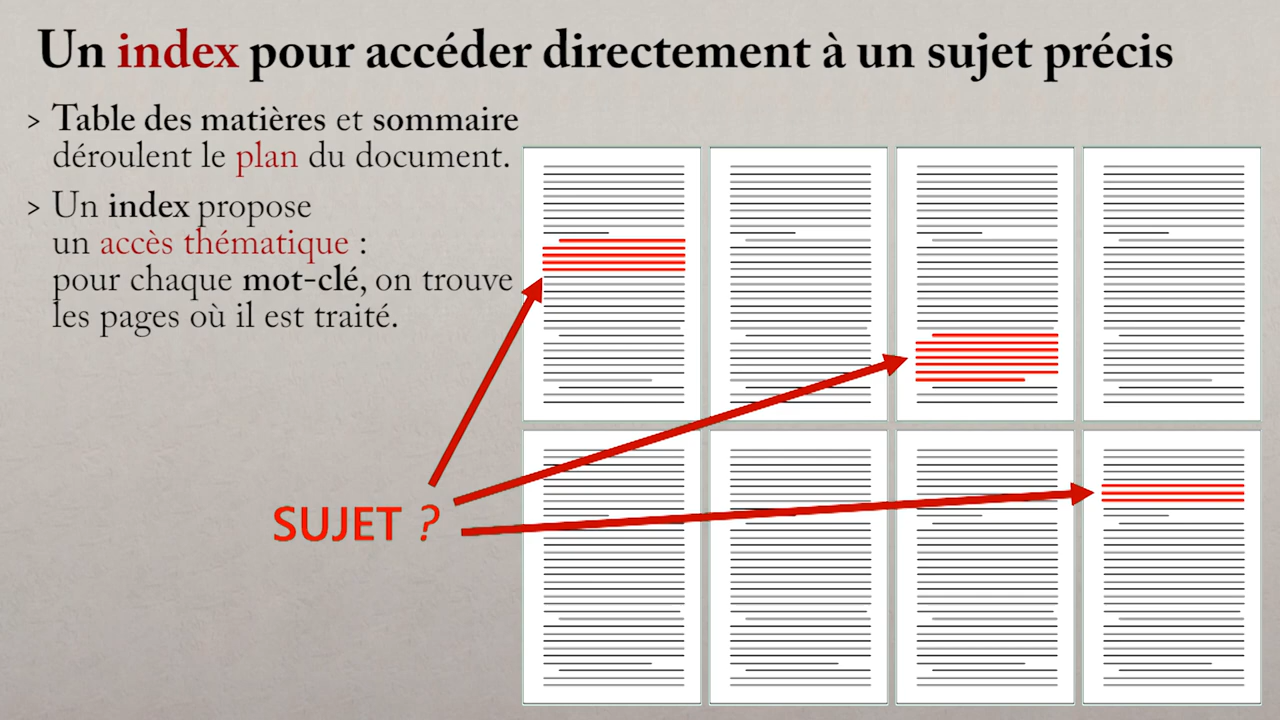 Un index pour accéder directement à un sujet précis
> Table des matières et sommaire
déroulent le plan du document.
> Un index propose
un accès thématique :
pour chaque mot-clé, on trouve
les pages où il est traité.
SUJET ?